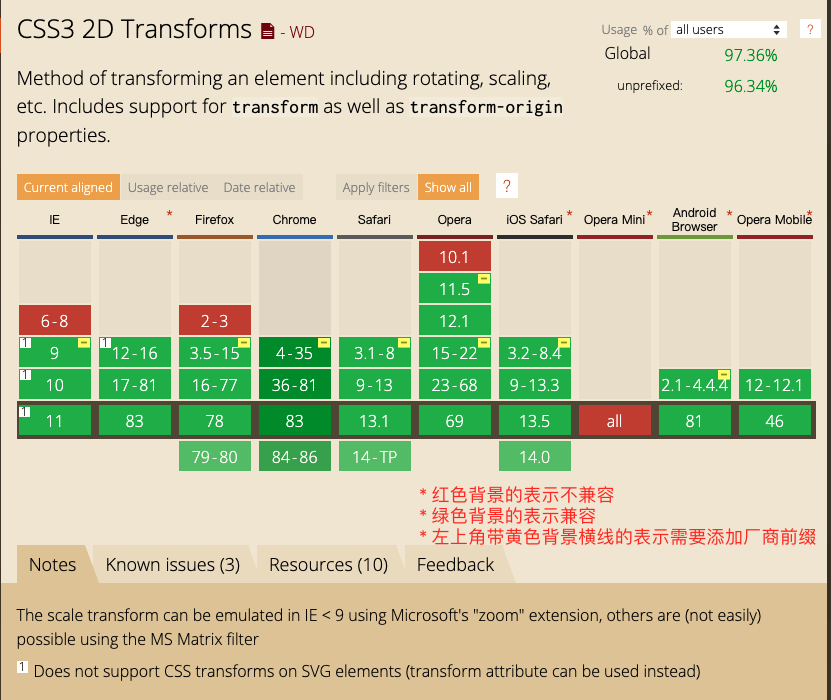 CSS3 2D Transforms - WD
Usage % of all users ?
Global 97.36%
unprefixed: 96.34%
Method of transforming an element including rotating, scaling,
etc. Includes support for transform as well as transform-origin
properties.
Current aligned Usage relative Date relative Apply filters Show all ?
IE Edge * Firefox Chrome Safari Opera iOS Safari * Opera Mini * Android Browser * Opera Mobile *
10.1
11.5 -
12.1
6-8 2-3
1 9 - 1 12-16 3.5-15 - 4-35 - 3.1-8 - 15-22 - 3.2-8.4 -
1 10 17-81 16-77 36-81 9-13 23-68 9-13.3 2.1-4.4.4 - 12-12.1
1 11 83 78 83 13.1 69 13.5 all 81 46
79-80 84-86 14-TP 14.0
* 红色背景的表示不兼容
* 绿色背景的表示兼容
* 左上角带黄色背景横线的表示需要添加厂商前缀
Notes Known issues (3) Resources (10) Feedback
The scale transform can be emulated in IE < 9 using Microsoft's "zoom" extension, others are (not easily)
possible using the MS Matrix filter
1 Does not support CSS transforms on SVG elements (transform attribute can be used instead)